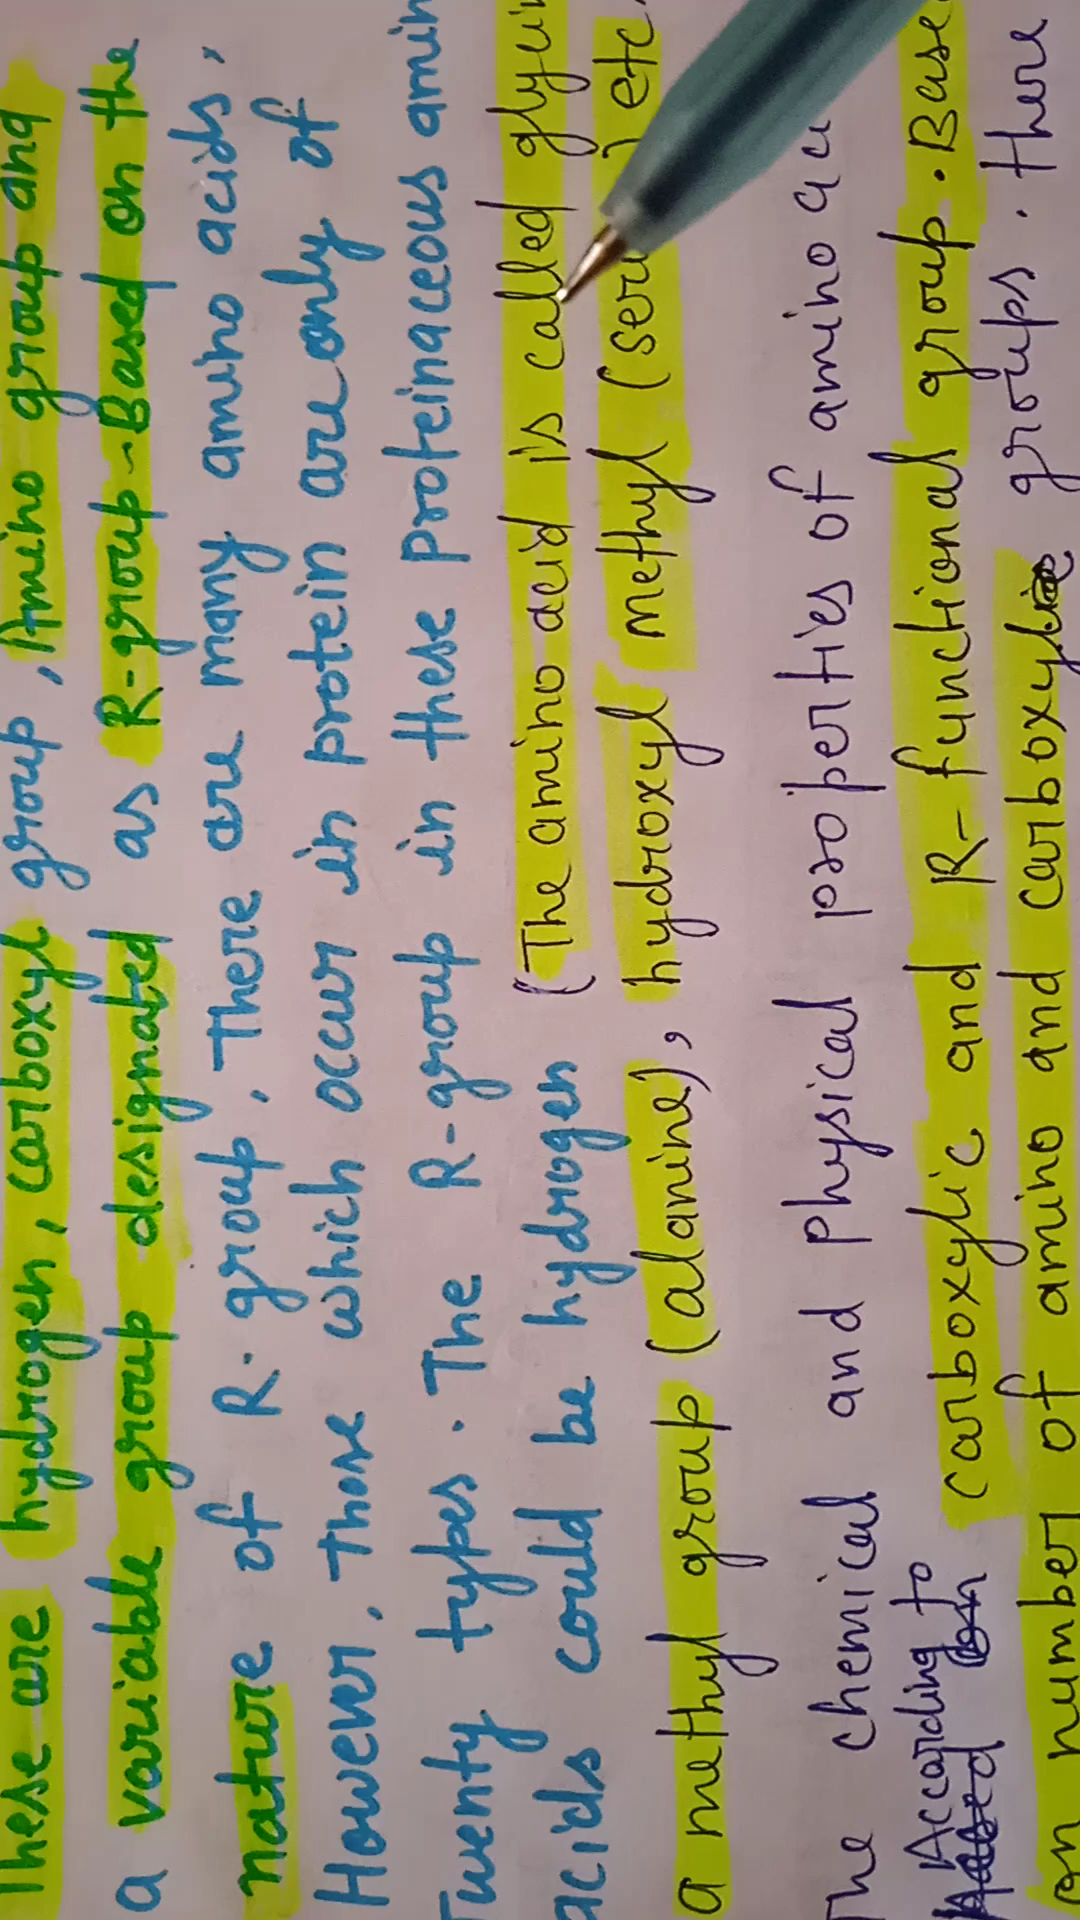 These are hydrogen, carboxyl group, Amino group and
a variable group designated as R-group-Based on the
nature of R-group. There are many amino acids,
However, those which occur in protein are only of
Twenty types. The R-group in these proteinaceous amin
acids could be hydrogen (The amino acid is called glyin
a methyl group (alanine), hydroxyl methyl (seri etc.
The chemical and physical properties of amino aci
According to carboxylic and R-functional group. Base
on number of amino and carboxylic groups. there